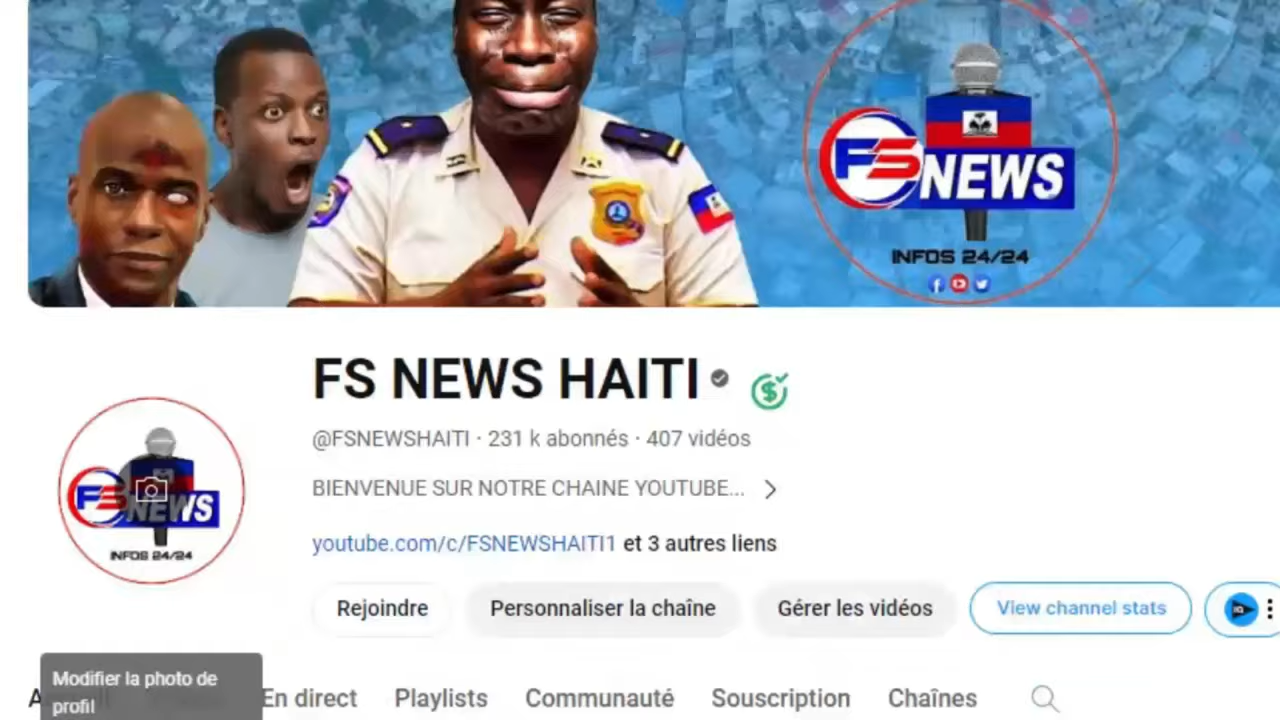 FS NEWS
INFOS 24/24
FS NEWS HAITI
@FSNEWSHAITI · 231 k abonnés · 407 vidéos
BIENVENUE SUR NOTRE CHAINE YOUTUBE...
youtube.com/c/FSNEWSHAITI1 et 3 autres liens
FS NEWS
INFOS 24/24
Rejoindre Personnaliser la chaîne Gérer les vidéos View channel stats
Modifier la photo de
profil
En direct Playlists Communauté Souscription Chaînes